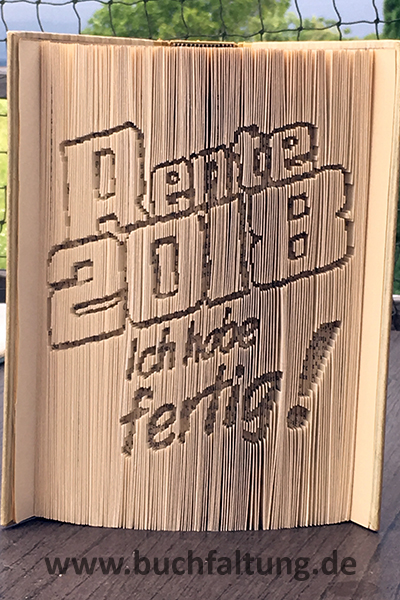 Rente
2018
Ich habe
fertig!
www.buchfaltung.de